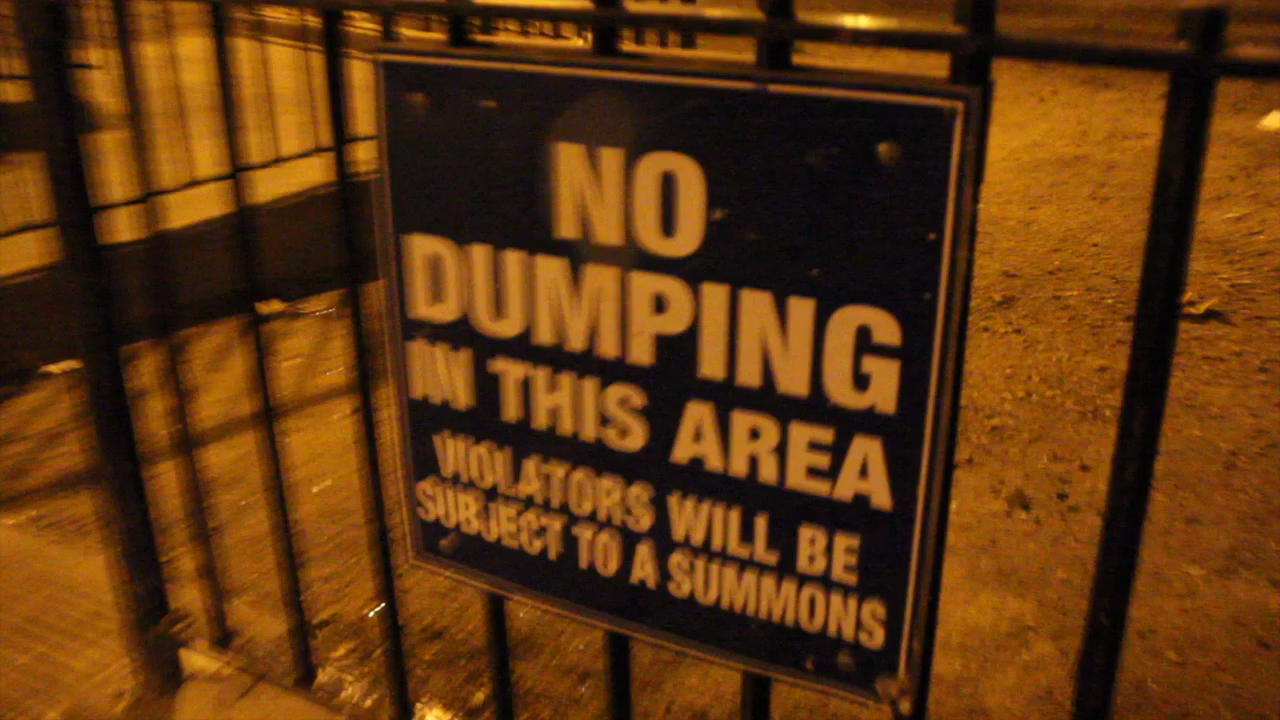 NO
DUMPING
IN THIS AREA
VIOLATORS WILL BE
SUBJECT TO A SUMMONS